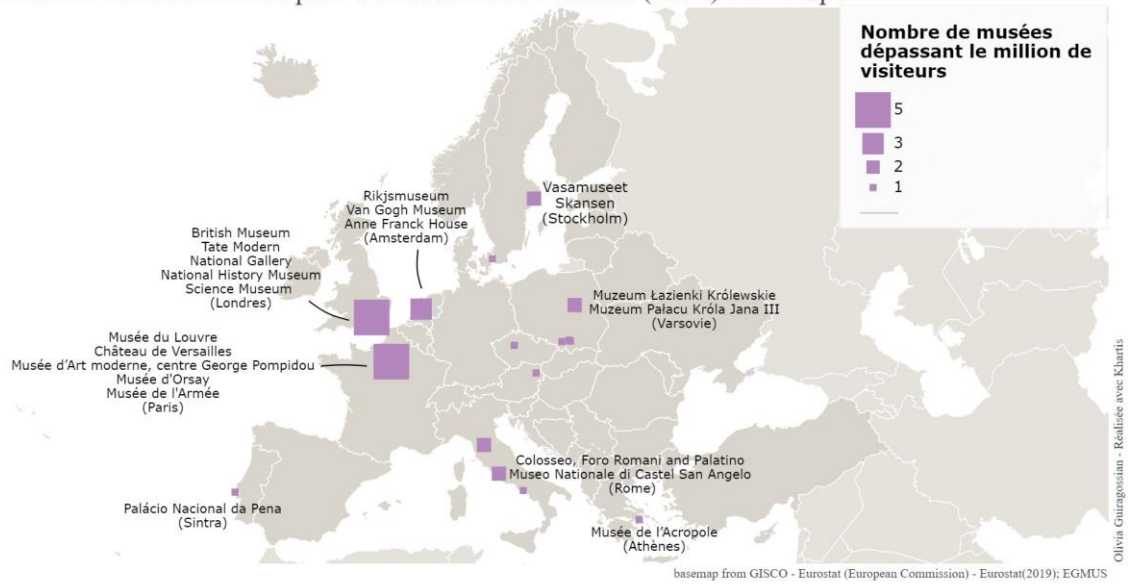 Nombre de musées
dépassant le million de
visiteurs
5
3
2
1
Vasamuseet
Skansen
(Stockholm)
Rikjsmuseum
Van Gogh Museum
Anne Franck House
(Amsterdam)
British Museum
Tate Modern
National Gallery
National History Museum
Science Museum
(Londres)
Muzeum Łazienki Królewskie
Muzeum Pałacu Króla Jana III
(Varsovie)
Musée du Louvre
Château de Versailles
Musée d'Art moderne, centre George Pompidou
Musée d'Orsay
Musée de l'Armée
(Paris)
Colosseo, Foro Romani and Palatino
Museo Nationale di Castel San Angelo
(Rome)
Palácio Nacional da Pena
(Sintra)
Musée de l'Acropole
(Athènes)
Olivia Guiragossian - Réalisée avec Khartis
basemap from GISCO - Eurostat (European Commission) - Eurostat(2019); EGMUS